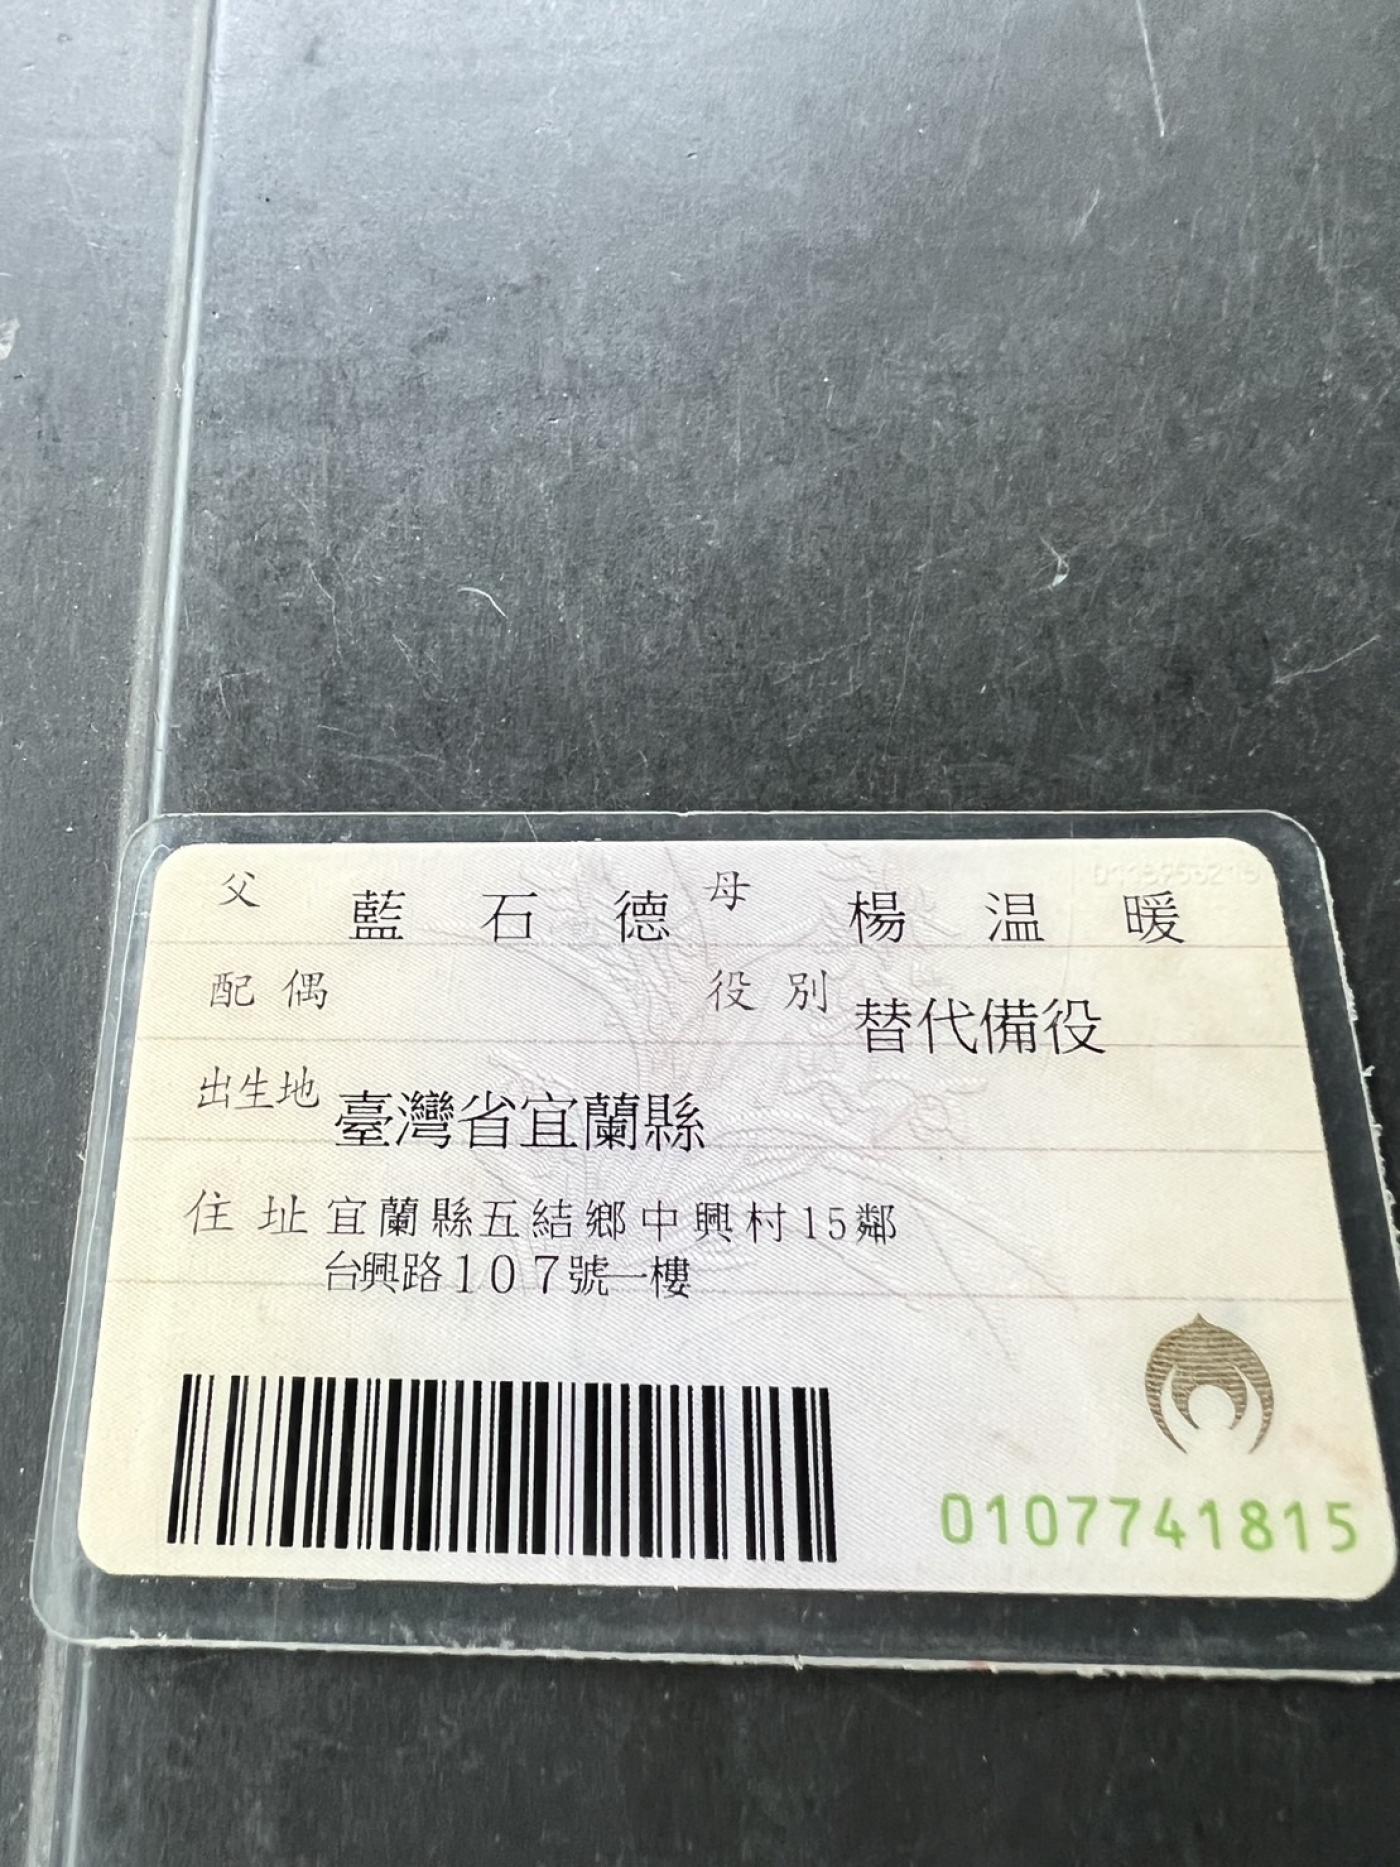 父 藍石德 母 楊温暖
配偶 役別 替代備役
出生地 臺灣省宜蘭縣
住址 宜蘭縣五結鄉中興村15鄰
台興路107號一樓
0107741815